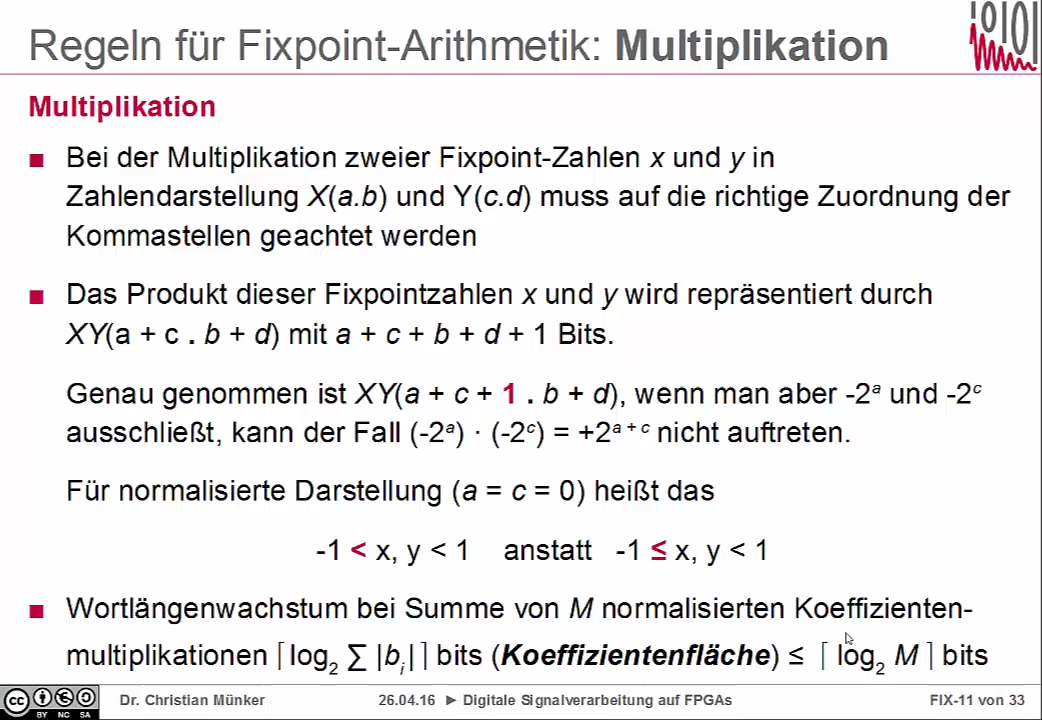 Regeln für Fixpoint-Arithmetik: Multiplikation
Multiplikation
■ Bei der Multiplikation zweier Fixpoint-Zahlen x und y in
Zahlendarstellung X(a.b) und Y(c.d) muss auf die richtige Zuordnung der
Kommastellen geachtet werden
■ Das Produkt dieser Fixpointzahlen x und y wird repräsentiert durch
XY(a + c . b + d) mit a + c + b + d + 1 Bits.
Genau genommen ist XY(a + c + 1 . b + d), wenn man aber -2ᵃ und -2ᶜ
ausschließt, kann der Fall (-2ᵃ) · (-2ᶜ) = +2ᵃ⁺ᶜ nicht auftreten.
Für normalisierte Darstellung (a = c = 0) heißt das
-1 < x, y < 1 anstatt -1 ≤ x, y < 1
■ Wortlängenwachstum bei Summe von M normalisierten Koeffizienten-
multiplikationen ⌈log₂ ∑ |bᵢ|⌉ bits (Koeffizientenfläche) ≤ ⌈ log₂ M ⌉ bits
cc BY NC SA Dr. Christian Münker 26.04.16 ► Digitale Signalverarbeitung auf FPGAs FIX-11 von 33